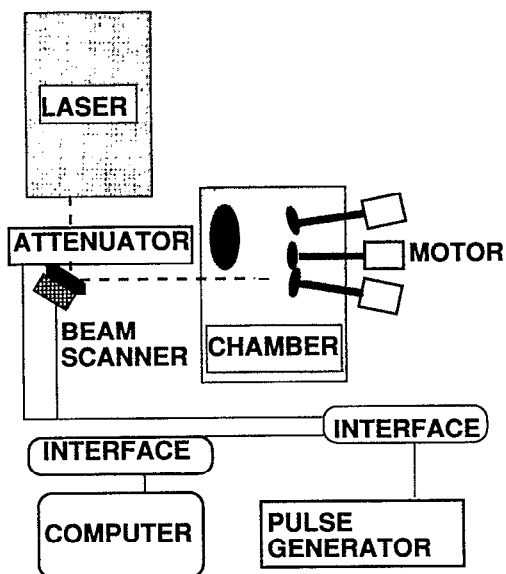 LASER
ATTENUATOR
MOTOR
BEAM
SCANNER
CHAMBER
INTERFACE
INTERFACE
COMPUTER
PULSE
GENERATOR